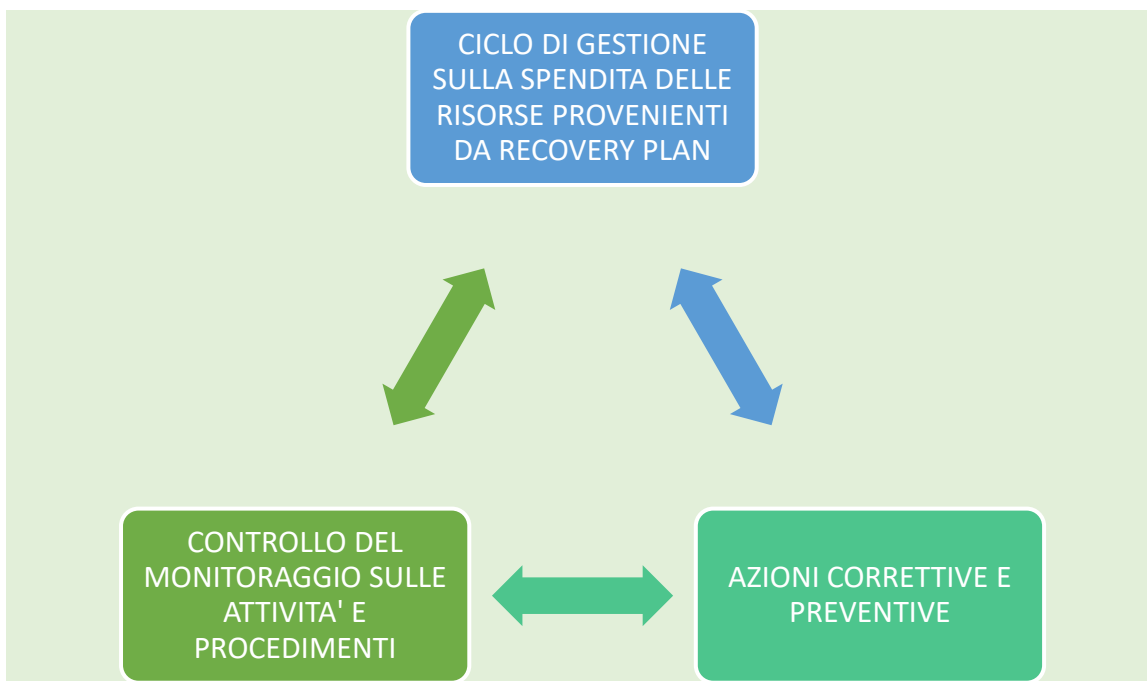 CICLO DI GESTIONE
SULLA SPENDITA DELLE
RISORSE PROVENIENTI
DA RECOVERY PLAN
CONTROLLO DEL
MONITORAGGIO SULLE
ATTIVITA' E
PROCEDIMENTI
AZIONI CORRETTIVE E
PREVENTIVE